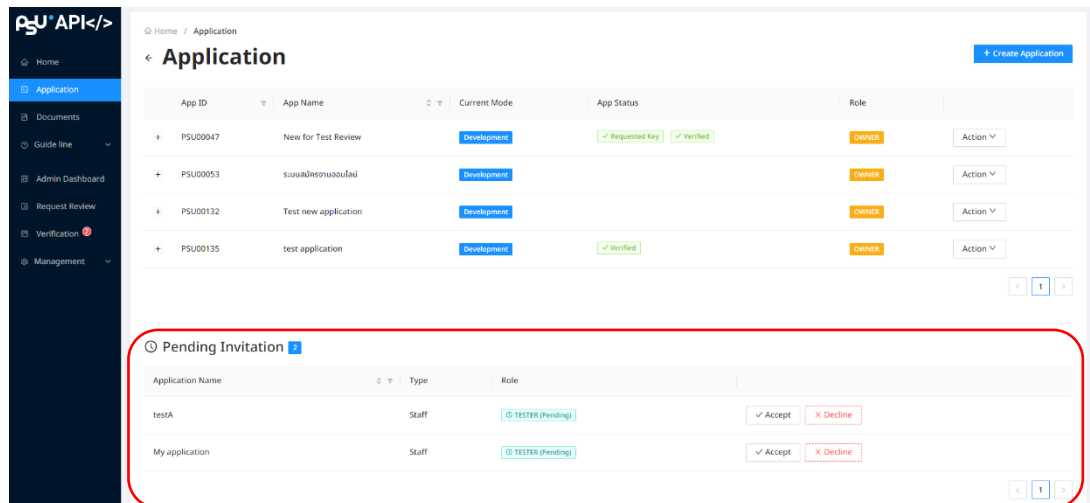 PSU API</>
Home / Application
Application
+ Create Application
Home
Application
Documents
Guide line
Admin Dashboard
Request Review
Verification 7
Management
App ID App Name Current Mode App Status Role
+ PSU00047 New for Test Review Development Requested Key Verified OWNER Action
+ PSU00053 ระบบสมัครงานออนไลน์ Development OWNER Action
+ PSU00132 Test new application Development OWNER Action
+ PSU00135 test application Development Verified OWNER Action
< 1 >
Pending Invitation 2
Application Name Type Role
testA Staff TESTER (Pending) Accept Decline
My application Staff TESTER (Pending) Accept Decline
< 1 >